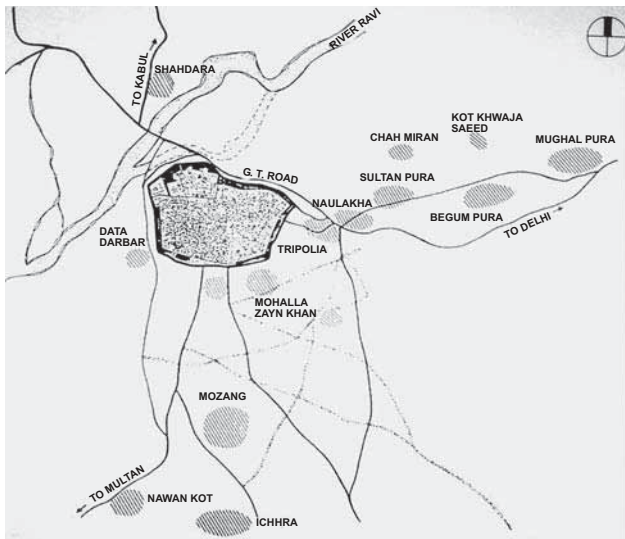 RIVER RAVI
TO KABUL
SHAHDARA
KOT KHWAJA
SAEED
CHAH MIRAN
MUGHAL PURA
G. T. ROAD
SULTAN PURA
NAULAKHA
BEGUM PURA
TO DELHI
DATA
DARBAR
TRIPOLIA
MOHALLA
ZAYN KHAN
MOZANG
TO MULTAN
NAWAN KOT
ICHHRA